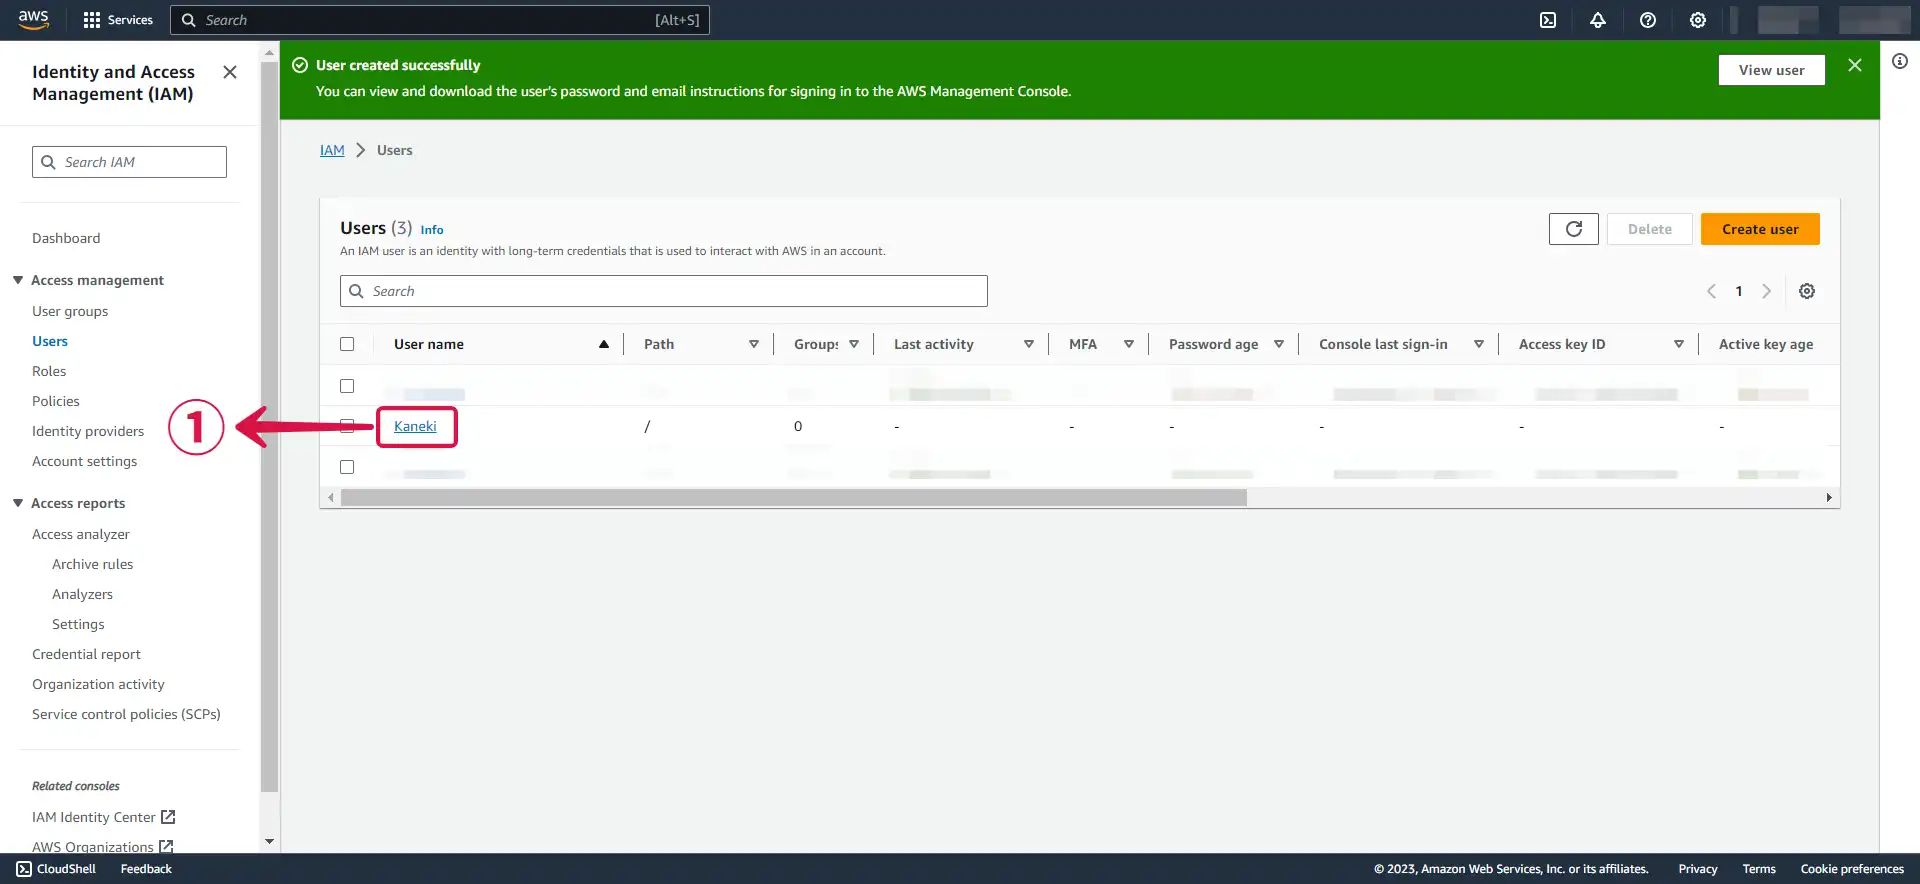 aws
Services
Search [Alt+S]
Identity and Access
Management (IAM)
Search IAM
Dashboard
Access management
User groups
Users
Roles
Policies
Identity providers
Account settings
Access reports
Access analyzer
Archive rules
Analyzers
Settings
Credential report
Organization activity
Service control policies (SCPs)
Related consoles
IAM Identity Center
AWS Organizations
User created successfully
You can view and download the user's password and email instructions for signing in to the AWS Management Console.
View user
IAM > Users
Users (3) Info
An IAM user is an identity with long-term credentials that is used to interact with AWS in an account.
Delete
Create user
Search
1
User name Path Groups Last activity MFA Password age Console last sign-in Access key ID Active key age
1
Kaneki / 0 - - - - - -
CloudShell Feedback © 2023, Amazon Web Services, Inc. or its affiliates. Privacy Terms Cookie preferences